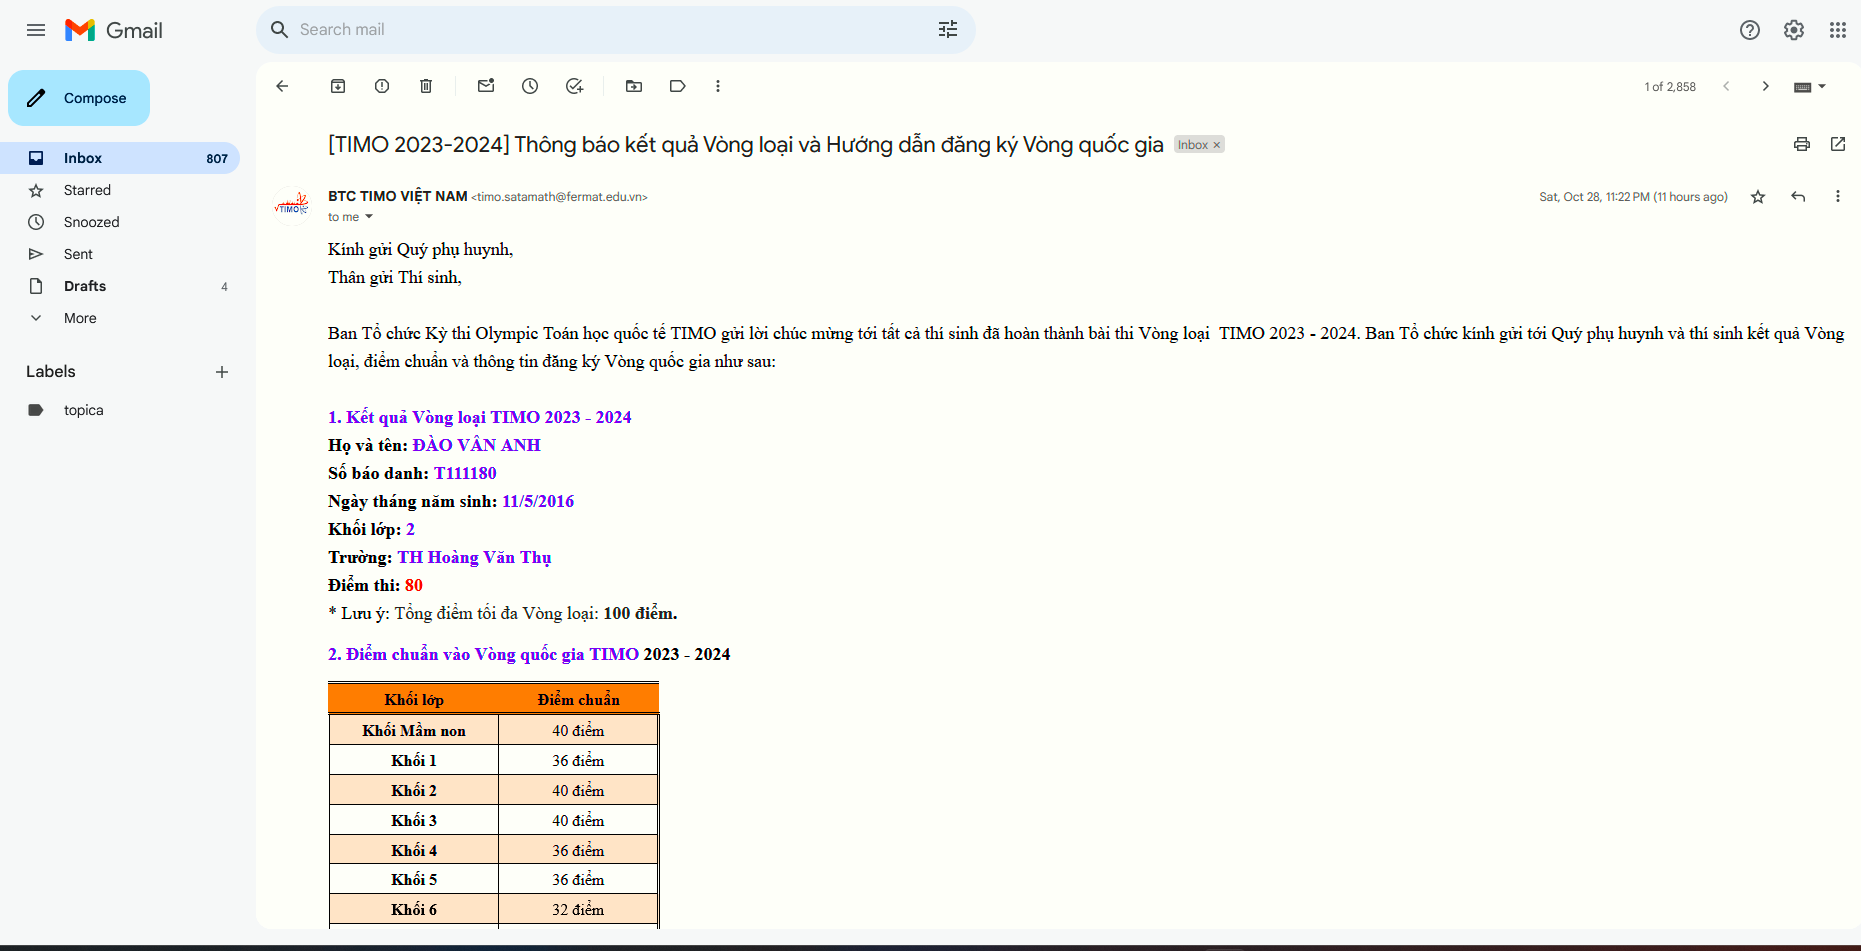 Gmail
Search mail
Compose
Inbox 807
Starred
Snoozed
Sent
Drafts 4
More
Labels
topica
1 of 2,858
[TIMO 2023-2024] Thông báo kết quả Vòng loại và Hướng dẫn đăng ký Vòng quốc gia Inbox ×
TIMO
BTC TIMO VIỆT NAM <timo.satamath@fermat.edu.vn>
Sat, Oct 28, 11:22 PM (11 hours ago)
to me
Kính gửi Quý phụ huynh,
Thân gửi Thí sinh,
Ban Tổ chức Kỳ thi Olympic Toán học quốc tế TIMO gửi lời chúc mừng tới tất cả thí sinh đã hoàn thành bài thi Vòng loại TIMO 2023 - 2024. Ban Tổ chức kính gửi tới Quý phụ huynh và thí sinh kết quả Vòng
loại, điểm chuẩn và thông tin đăng ký Vòng quốc gia như sau:
1. Kết quả Vòng loại TIMO 2023 - 2024
Họ và tên: ĐÀO VÂN ANH
Số báo danh: T111180
Ngày tháng năm sinh: 11/5/2016
Khối lớp: 2
Trường: TH Hoàng Văn Thụ
Điểm thi: 80
* Lưu ý: Tổng điểm tối đa Vòng loại: 100 điểm.
2. Điểm chuẩn vào Vòng quốc gia TIMO 2023 - 2024
Khối lớp Điểm chuẩn
Khối Mầm non 40 điểm
Khối 1 36 điểm
Khối 2 40 điểm
Khối 3 40 điểm
Khối 4 36 điểm
Khối 5 36 điểm
Khối 6 32 điểm